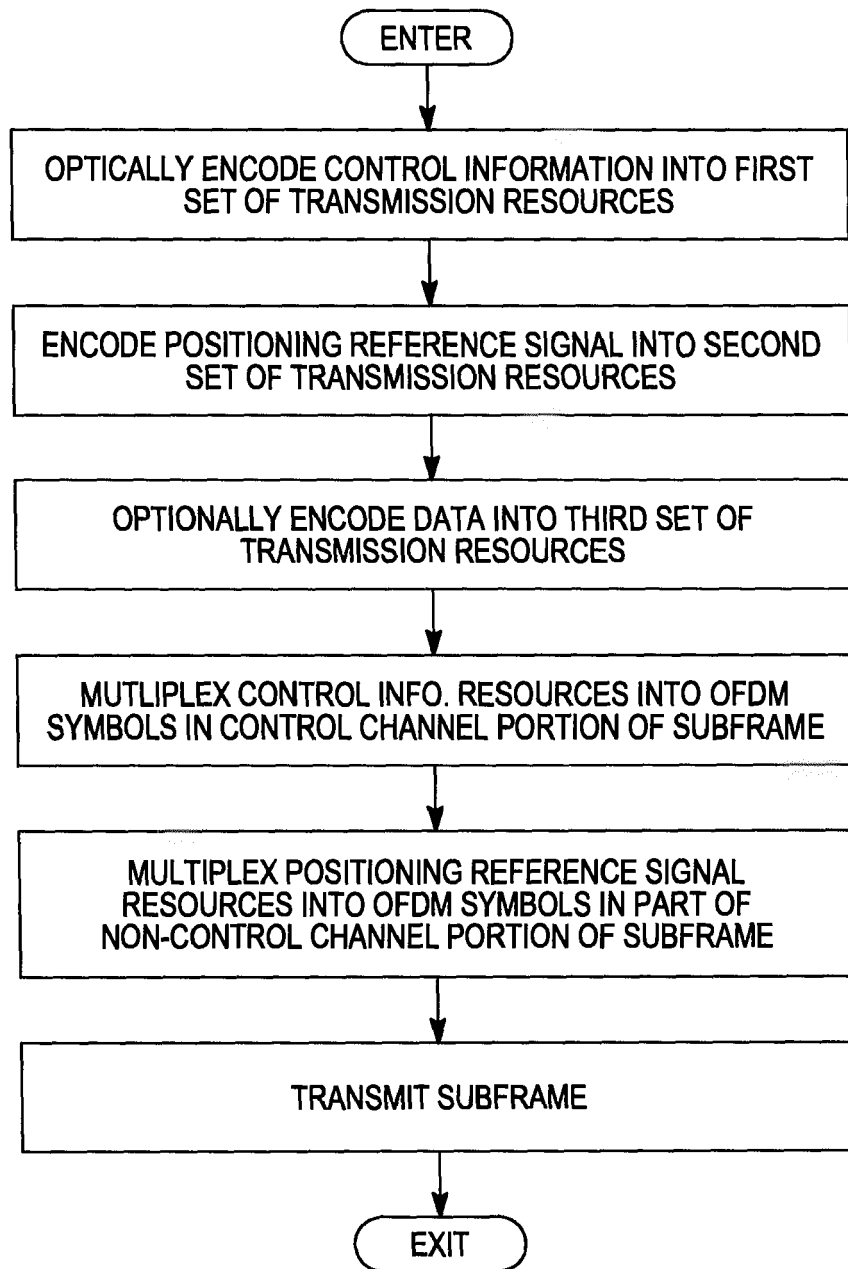 ENTER
OPTICALLY ENCODE CONTROL INFORMATION INTO FIRST
SET OF TRANSMISSION RESOURCES
ENCODE POSITIONING REFERENCE SIGNAL INTO SECOND
SET OF TRANSMISSION RESOURCES
OPTIONALLY ENCODE DATA INTO THIRD SET OF
TRANSMISSION RESOURCES
MUTLIPLEX CONTROL INFO. RESOURCES INTO OFDM
SYMBOLS IN CONTROL CHANNEL PORTION OF SUBFRAME
MULTIPLEX POSITIONING REFERENCE SIGNAL
RESOURCES INTO OFDM SYMBOLS IN PART OF
NON-CONTROL CHANNEL PORTION OF SUBFRAME
TRANSMIT SUBFRAME
EXIT